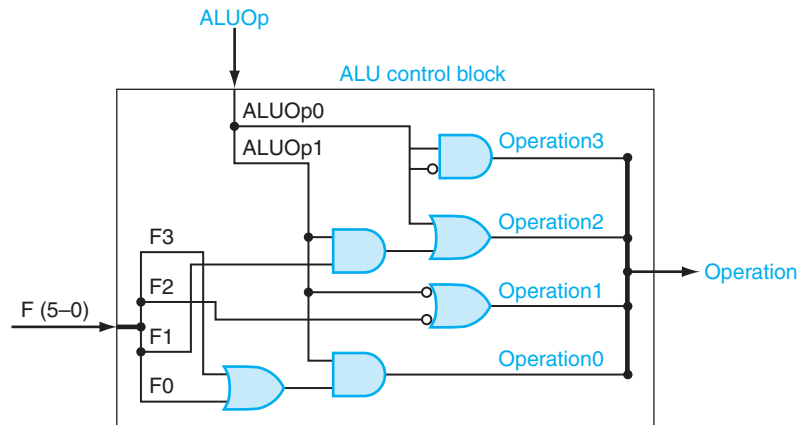 ALUOp
ALU control block
ALUOp0
ALUOp1
Operation3
Operation2
F3
F2
Operation1
Operation
F (5–0)
F1
F0
Operation0